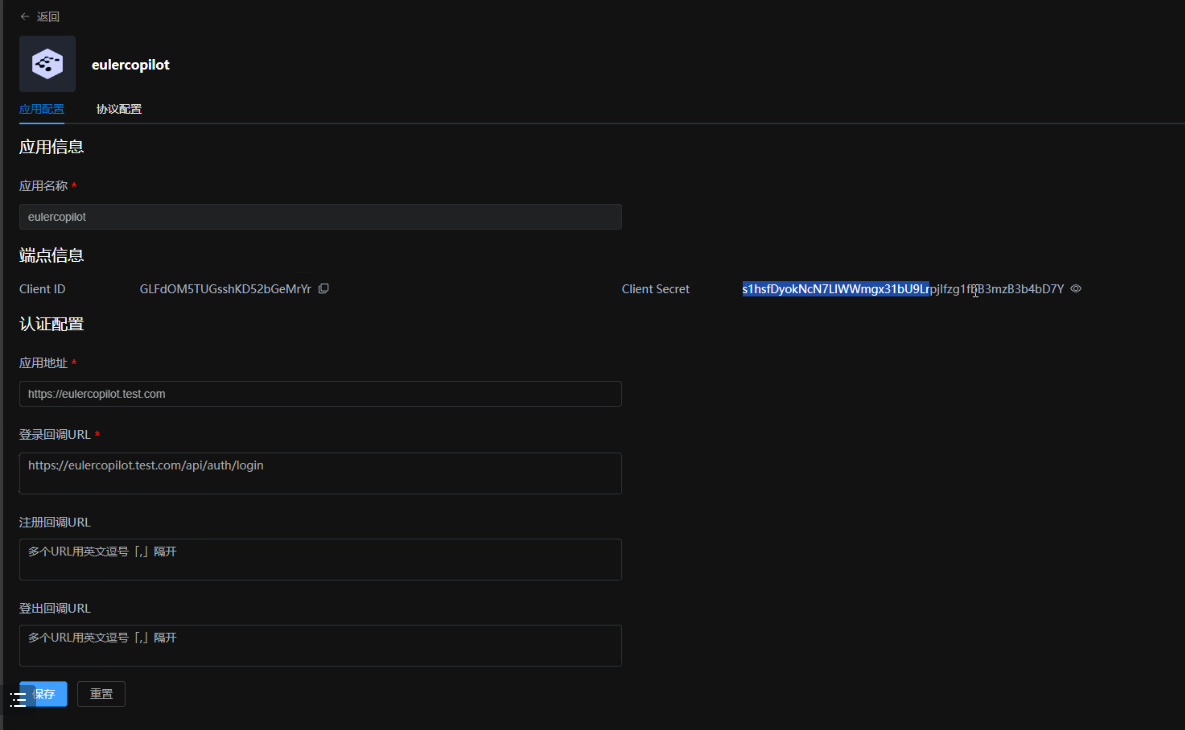 返回
eulercopilot
应用配置 协议配置
应用信息
应用名称 *
eulercopilot
端点信息
Client ID GLFdOM5TUGsshKD52bGeMrYr Client Secret
认证配置
应用地址 *
https://eulercopilot.test.com
登录回调URL *
https://eulercopilot.test.com/api/auth/login
注册回调URL
多个URL用英文逗号「,」隔开
登出回调URL
多个URL用英文逗号「,」隔开
保存 重置